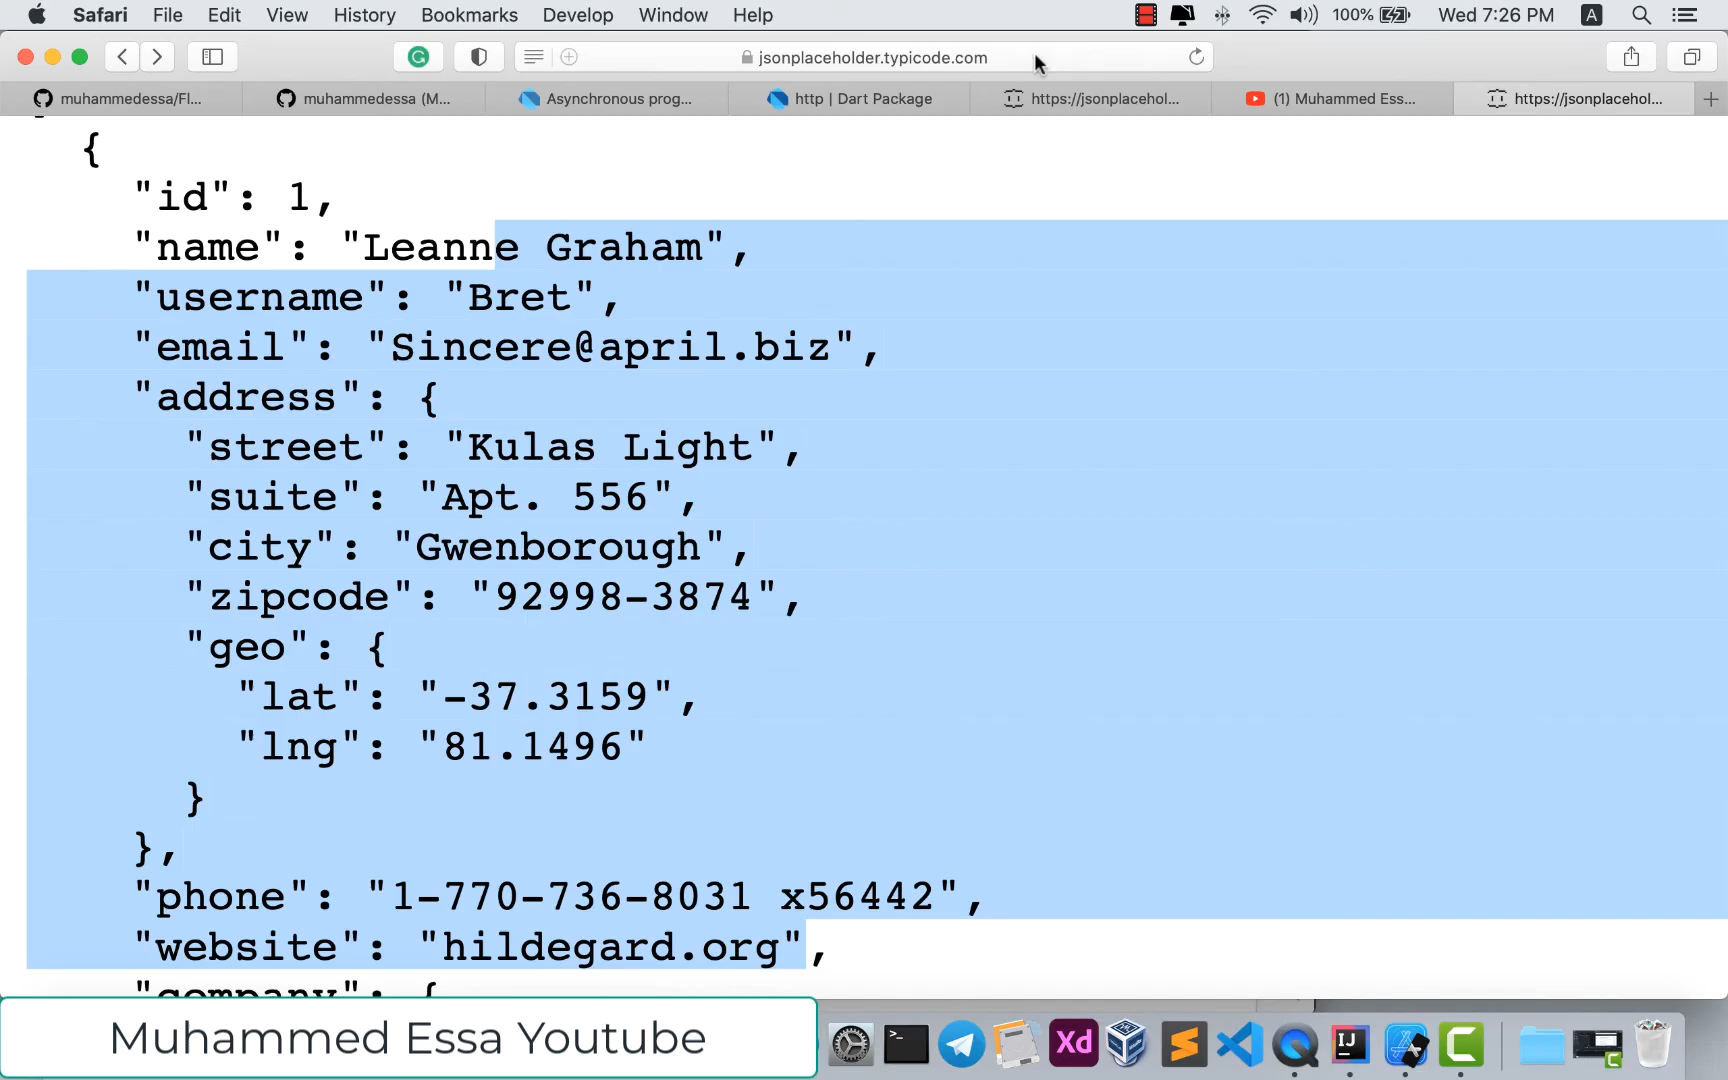 Safari File Edit View History Bookmarks Develop Window Help 100% Wed 7:26 PM A
jsonplaceholder.typicode.com
muhammedessa/Fl... muhammedessa (M... Asynchronous prog... http | Dart Package https://jsonplacehol... (1) Muhammed Ess... https://jsonplacehol...
{
"id": 1,
"name": "Leanne Graham",
"username": "Bret",
"email": "Sincere@april.biz",
"address": {
"street": "Kulas Light",
"suite": "Apt. 556",
"city": "Gwenborough",
"zipcode": "92998-3874",
"geo": {
"lat": "-37.3159",
"lng": "81.1496"
}
},
"phone": "1-770-736-8031 x56442",
"website": "hildegard.org",
"company": {
Muhammed Essa Youtube
Xd
IJ